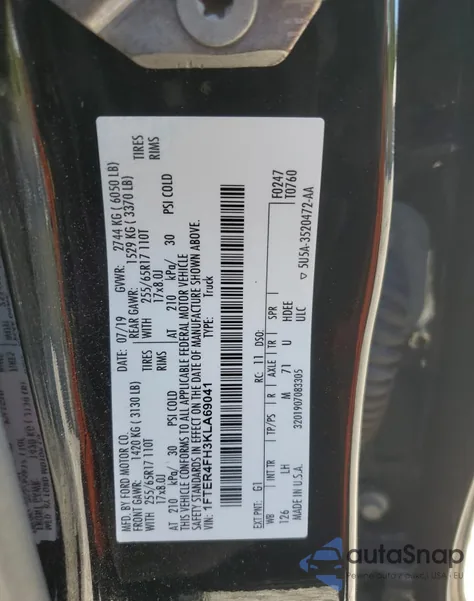 MFD. BY FORD MOTOR CO.
DATE: 07/19 GVWR: 2744 KG ( 6050 LB)
FRONT GAWR: 1420 KG ( 3130 LB) REAR GAWR: 1529 KG ( 3370 LB)
WITH 255/65R17 110T TIRES WITH 255/65R17 110T TIRES
17x8.0J RIMS 17x8.0J RIMS
AT 210 kPa/ 30 PSI COLD AT 210 kPa/ 30 PSI COLD
THIS VEHICLE CONFORMS TO ALL APPLICABLE FEDERAL MOTOR VEHICLE
SAFETY STANDARDS IN EFFECT ON THE DATE OF MANUFACTURE SHOWN ABOVE.
VIN: 1FTER4FH3KLA69041 TYPE: Truck
F0247
T0760
EXT PNT: G1 RC: 11 DSO:
WB INT TR TP/PS R AXLE TR SPR
126 LH M 71 U HDEE
ULC
3201907083305
MADE IN U.S.A.
▽ 5U5A-3520472-AA
autoSnap